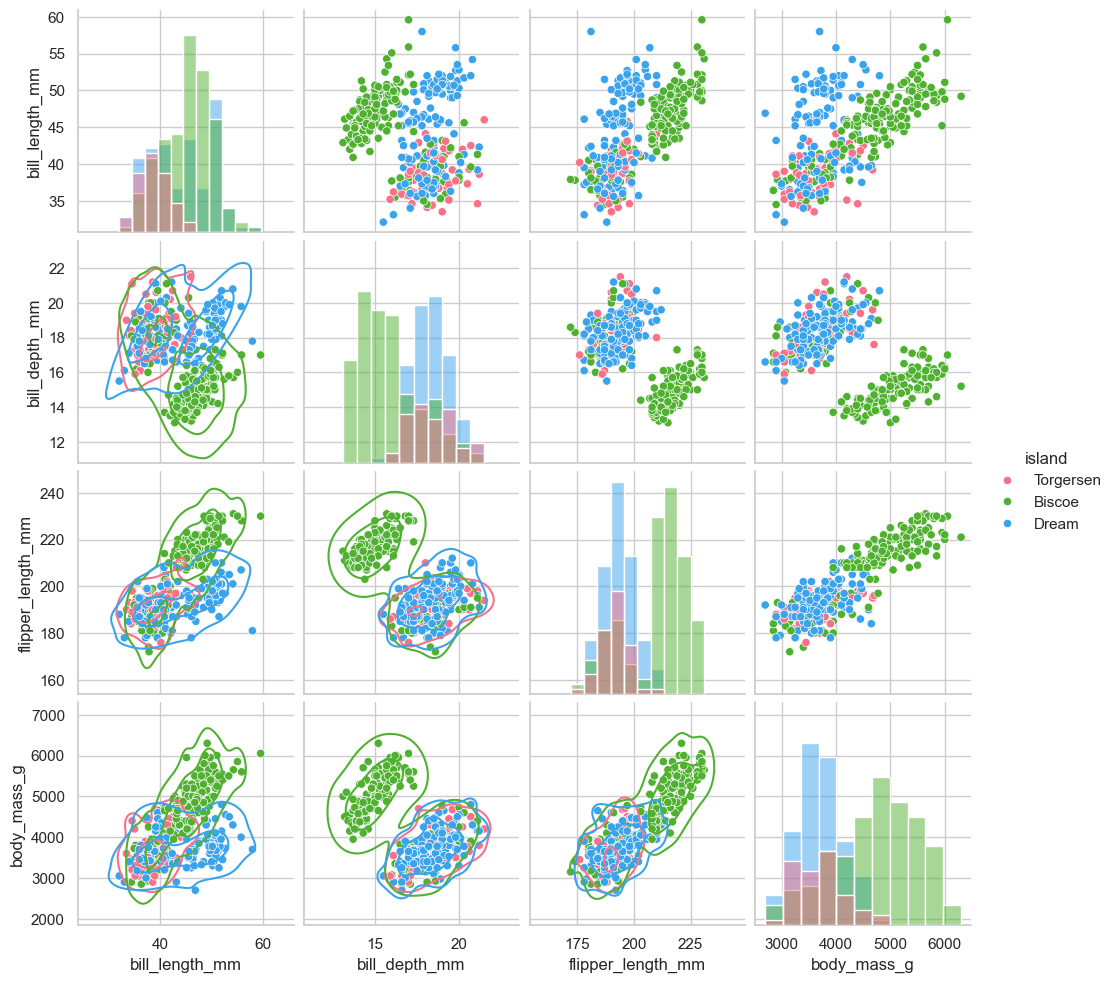 60
55
50
45
40
35
bill_length_mm
22
20
18
16
14
12
bill_depth_mm
240
220
200
180
160
flipper_length_mm
island
Torgersen
Biscoe
Dream
7000
6000
5000
4000
3000
2000
body_mass_g
40 60
15 20
175 200 225
3000 4000 5000 6000
bill_length_mm
bill_depth_mm
flipper_length_mm
body_mass_g